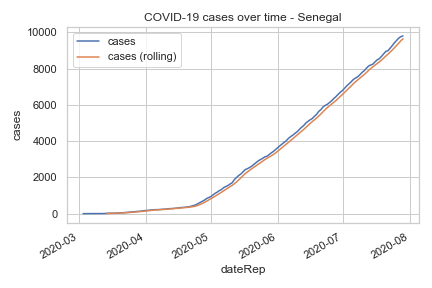 COVID-19 cases over time - Senegal
cases
cases (rolling)
10000
8000
6000
4000
2000
0
cases
2020-03
2020-04
2020-05
2020-06
2020-07
2020-08
dateRep